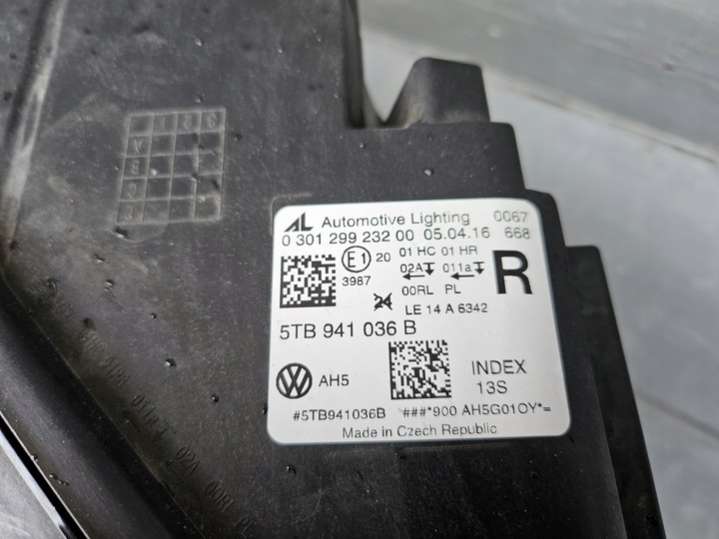 AL Automotive Lighting 0067
0 301 299 232 00 05.04.16 668
E1 20 01 HC 01 HR
3987 02A 011a
00RL PL
R
LE 14 A 6342
5TB 941 036 B
VW AH5
INDEX
13S
#5TB941036B ###*900 AH5G01OY*=
Made in Czech Republic